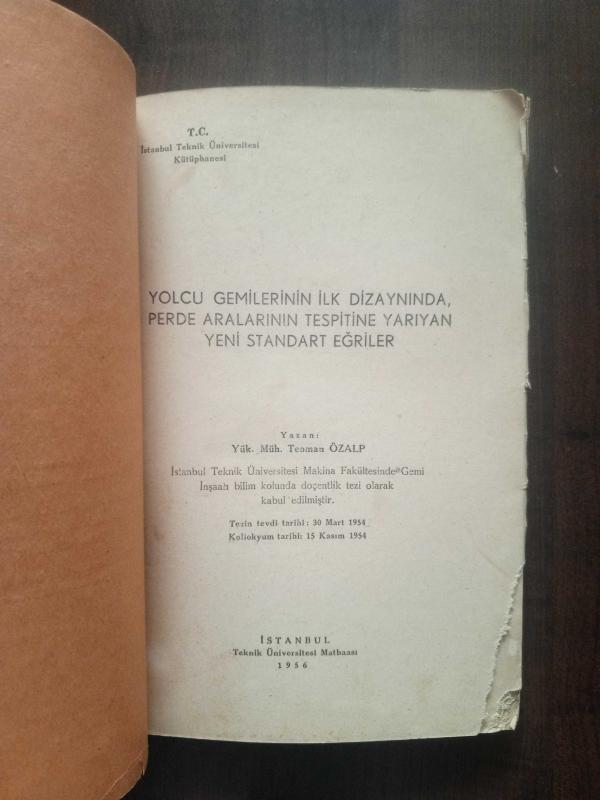 T.C.
İstanbul Teknik Üniversitesi
Kütüphanesi
YOLCU GEMİLERİNİN İLK DİZAYNINDA,
PERDE ARALARININ TESPİTİNE YARIYAN
YENİ STANDART EĞRİLER
Yazan:
Yük. Müh. Teoman ÖZALP
İstanbul Teknik Üniversitesi Makina Fakültesinde Gemi
İnşaatı bilim kolunda doçentlik tezi olarak
kabul edilmiştir.
Tezin tevdi tarihi: 30 Mart 1954
Kollokyum tarihi: 15 Kasım 1954
İSTANBUL
Teknik Üniversitesi Matbaası
1956